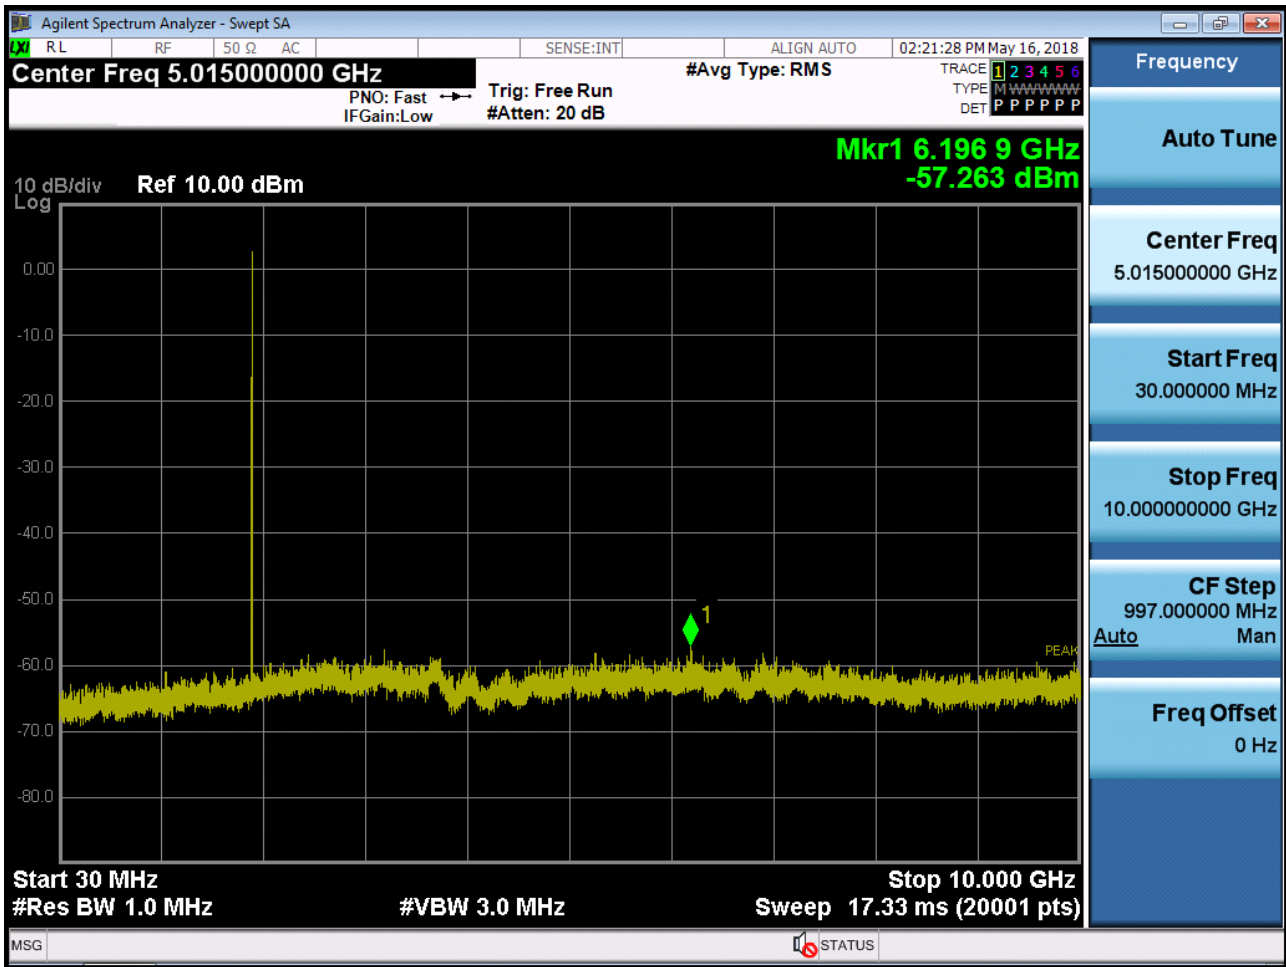 Agilent Spectrum Analyzer - Swept SA
LXI RL RF 50 Ω AC SENSE:INT ALIGN AUTO 02:21:28 PM May 16, 2018
Center Freq 5.015000000 GHz
PNO: Fast
IFGain:Low
Trig: Free Run
#Atten: 20 dB
#Avg Type: RMS
TRACE 1 2 3 4 5 6
TYPE M W W W W W
DET P P P P P P
Mkr1 6.196 9 GHz
-57.263 dBm
10 dB/div Ref 10.00 dBm
Log
0.00
-10.0
-20.0
-30.0
-40.0
-50.0
-60.0
-70.0
-80.0
1
PEAK
Start 30 MHz Stop 10.000 GHz
#Res BW 1.0 MHz #VBW 3.0 MHz Sweep 17.33 ms (20001 pts)
MSG STATUS
Frequency
Auto Tune
Center Freq
5.015000000 GHz
Start Freq
30.000000 MHz
Stop Freq
10.000000000 GHz
CF Step
997.000000 MHz
Auto Man
Freq Offset
0 Hz